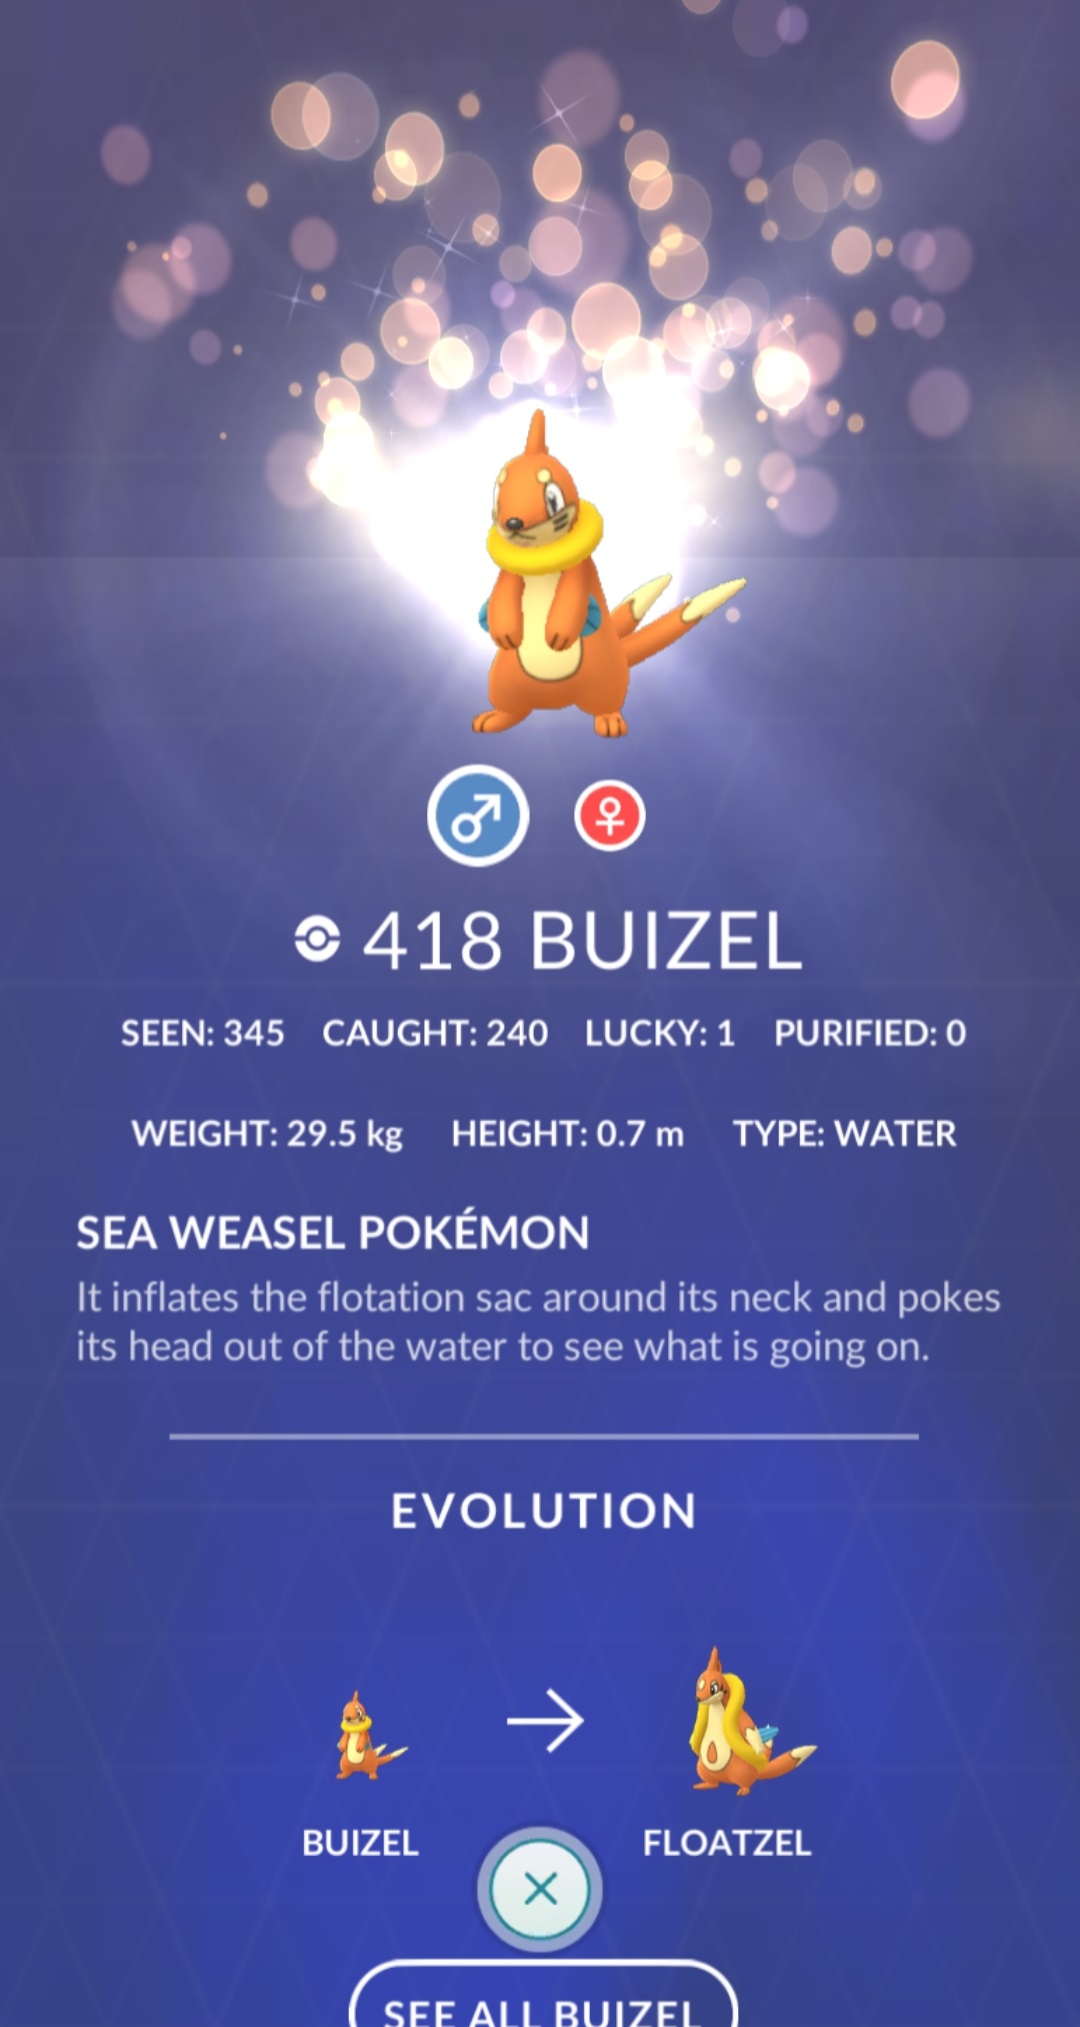 418 BUIZEL
SEEN: 345 CAUGHT: 240 LUCKY: 1 PURIFIED: 0
WEIGHT: 29.5 kg HEIGHT: 0.7 m TYPE: WATER
SEA WEASEL POKÉMON
It inflates the flotation sac around its neck and pokes
its head out of the water to see what is going on.
EVOLUTION
BUIZEL FLOATZEL
SEE ALL BUIZEL